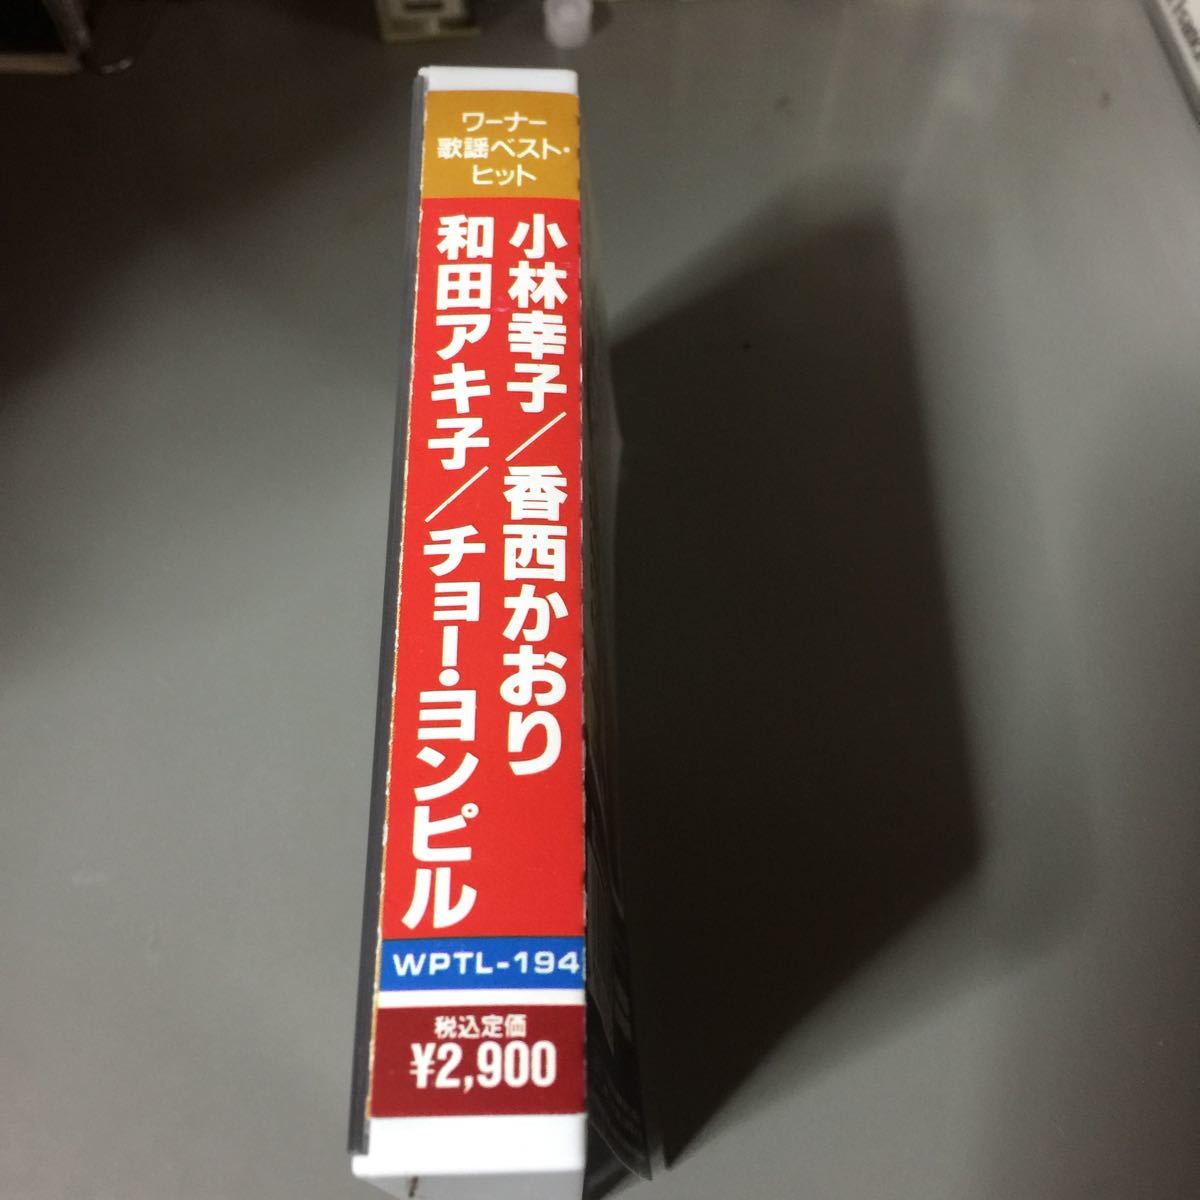 ワーナー
歌謡ベスト・
ヒット
小林幸子／香西かおり
和田アキ子／チョー・ヨンピル
WPTL-194
税込定価
¥2,900